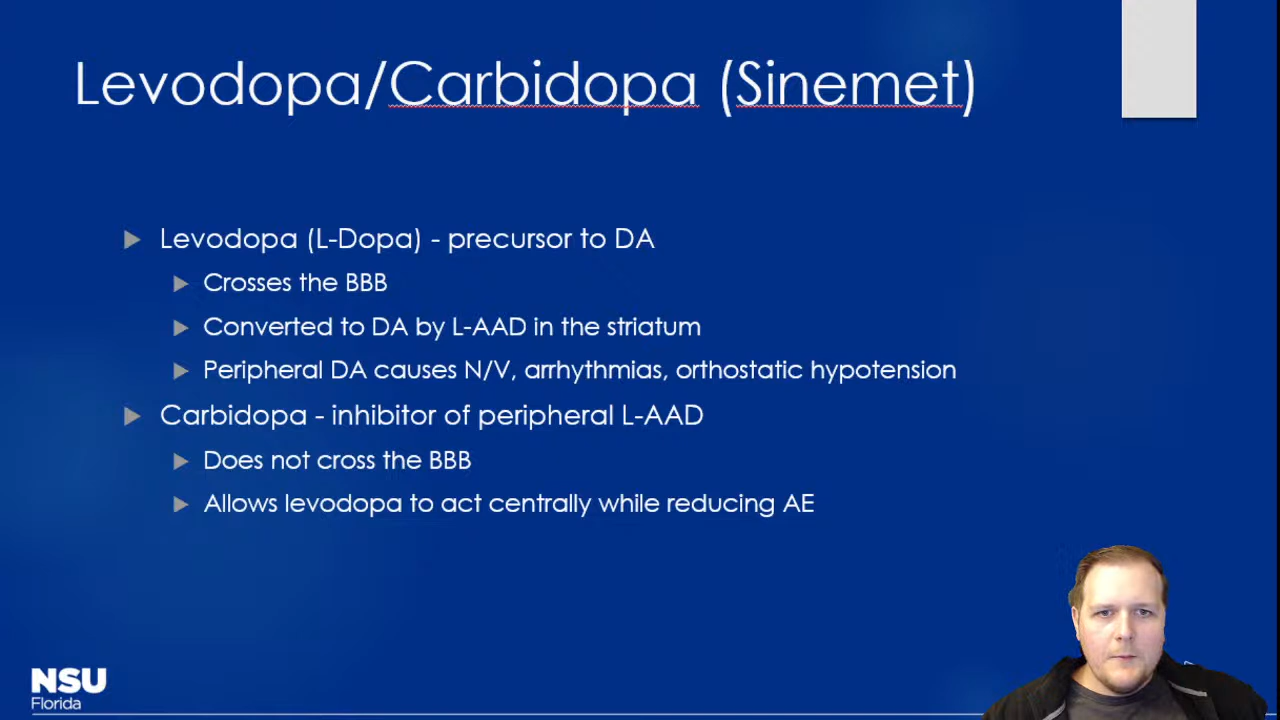 Levodopa/Carbidopa (Sinemet)
Levodopa (L-Dopa) - precursor to DA
Crosses the BBB
Converted to DA by L-AAD in the striatum
Peripheral DA causes N/V, arrhythmias, orthostatic hypotension
Carbidopa - inhibitor of peripheral L-AAD
Does not cross the BBB
Allows levodopa to act centrally while reducing AE
NSU
Florida